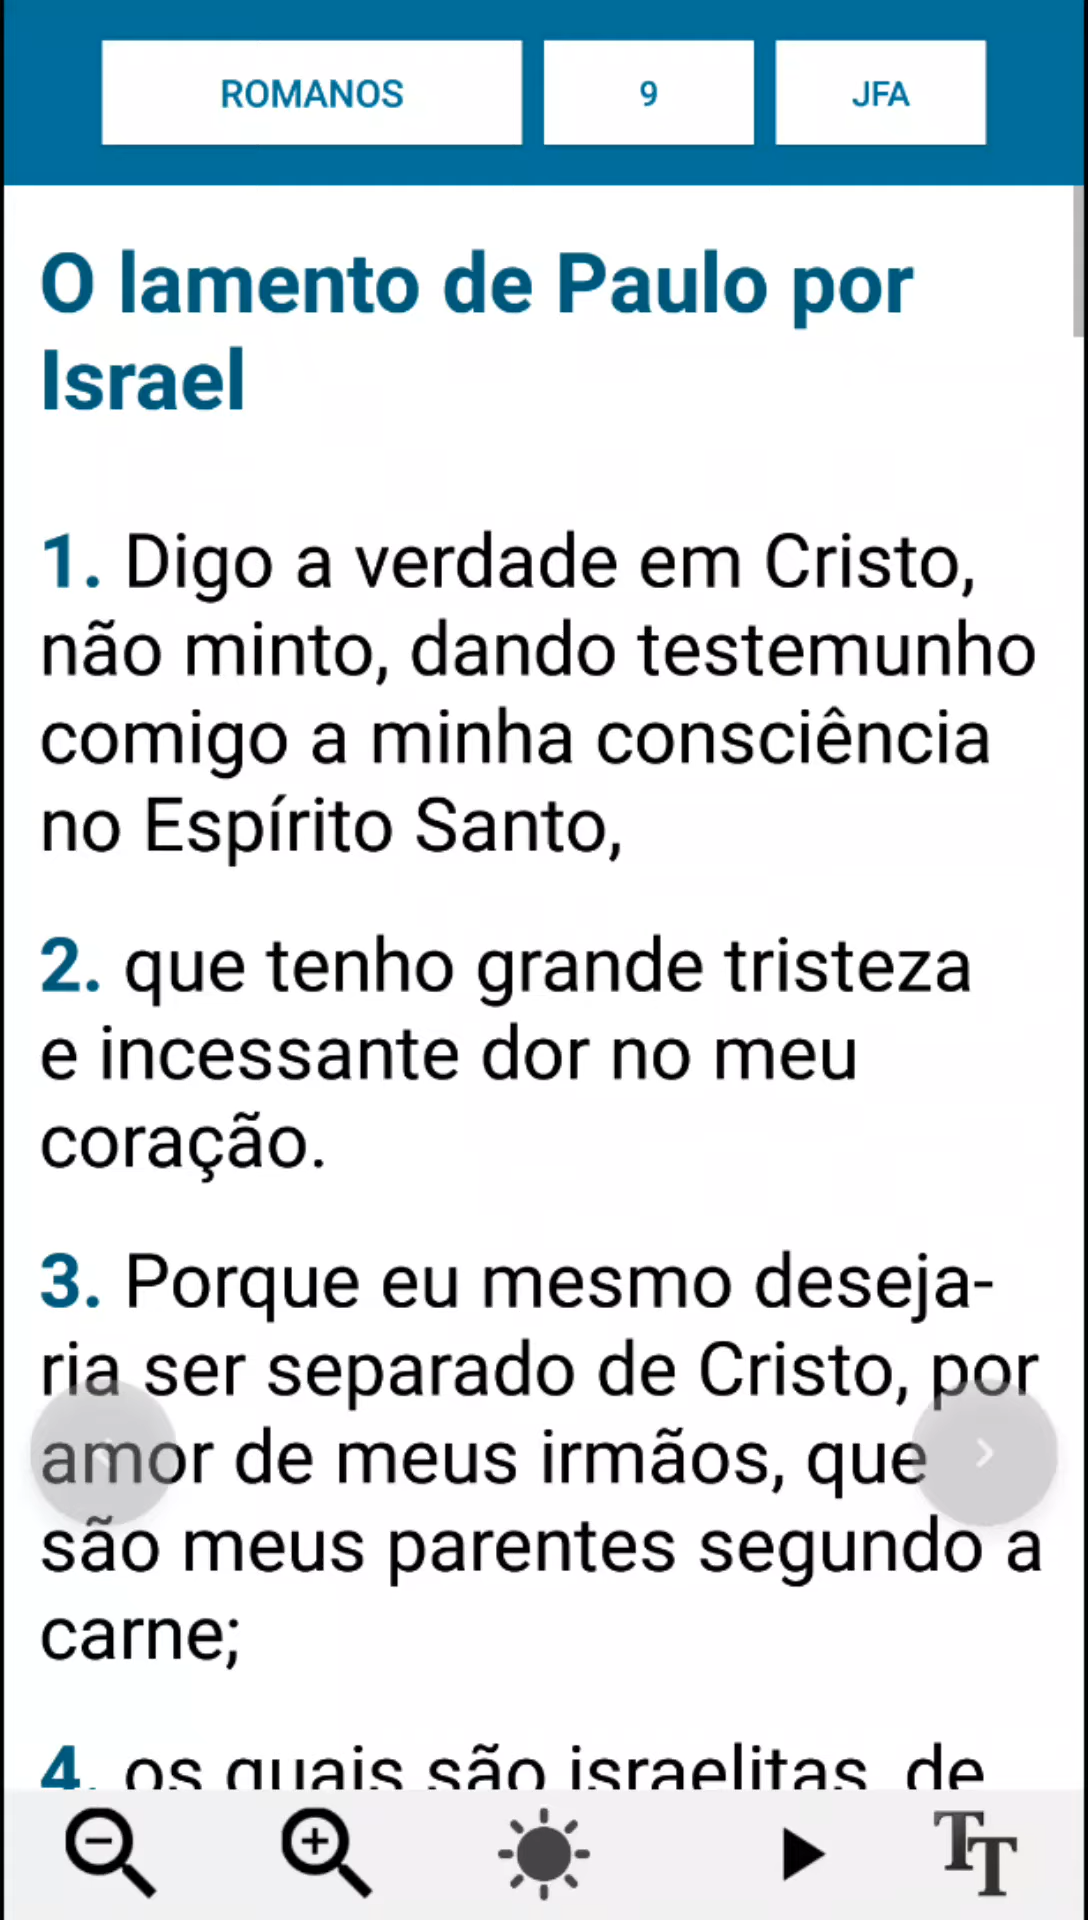 ROMANOS 9 JFA
O lamento de Paulo por
Israel
1. Digo a verdade em Cristo,
não minto, dando testemunho
comigo a minha consciência
no Espírito Santo,
2. que tenho grande tristeza
e incessante dor no meu
coração.
3. Porque eu mesmo deseja-
ria ser separado de Cristo, por
amor de meus irmãos, que
são meus parentes segundo a
carne;
4. os quais são israelitas, de
TT